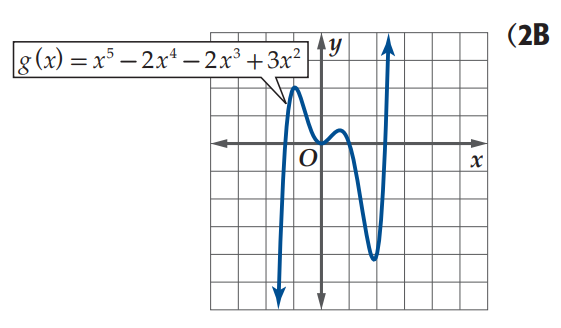 (2B
y
g(x) = x⁵ – 2x⁴ – 2x³ + 3x²
O
x